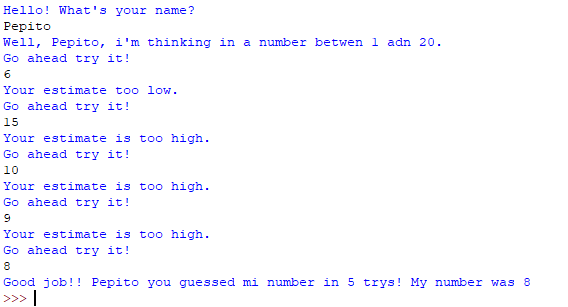 Hello! What's your name?
Pepito
Well, Pepito, i'm thinking in a number betwen 1 adn 20.
Go ahead try it!
6
Your estimate too low.
Go ahead try it!
15
Your estimate is too high.
Go ahead try it!
10
Your estimate is too high.
Go ahead try it!
9
Your estimate is too high.
Go ahead try it!
8
Good job!! Pepito you guessed mi number in 5 trys! My number was 8
>>>